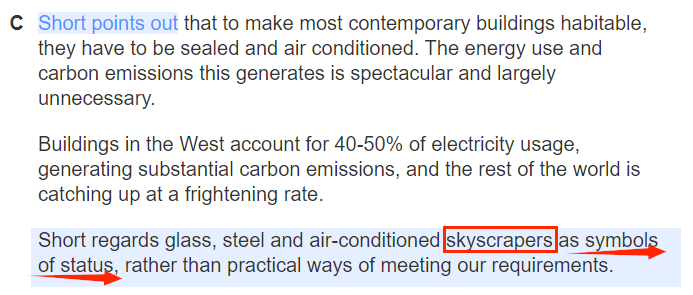 C Short points out that to make most contemporary buildings habitable,
they have to be sealed and air conditioned. The energy use and
carbon emissions this generates is spectacular and largely
unnecessary.
Buildings in the West account for 40-50% of electricity usage,
generating substantial carbon emissions, and the rest of the world is
catching up at a frightening rate.
Short regards glass, steel and air-conditioned skyscrapers as symbols
of status, rather than practical ways of meeting our requirements.